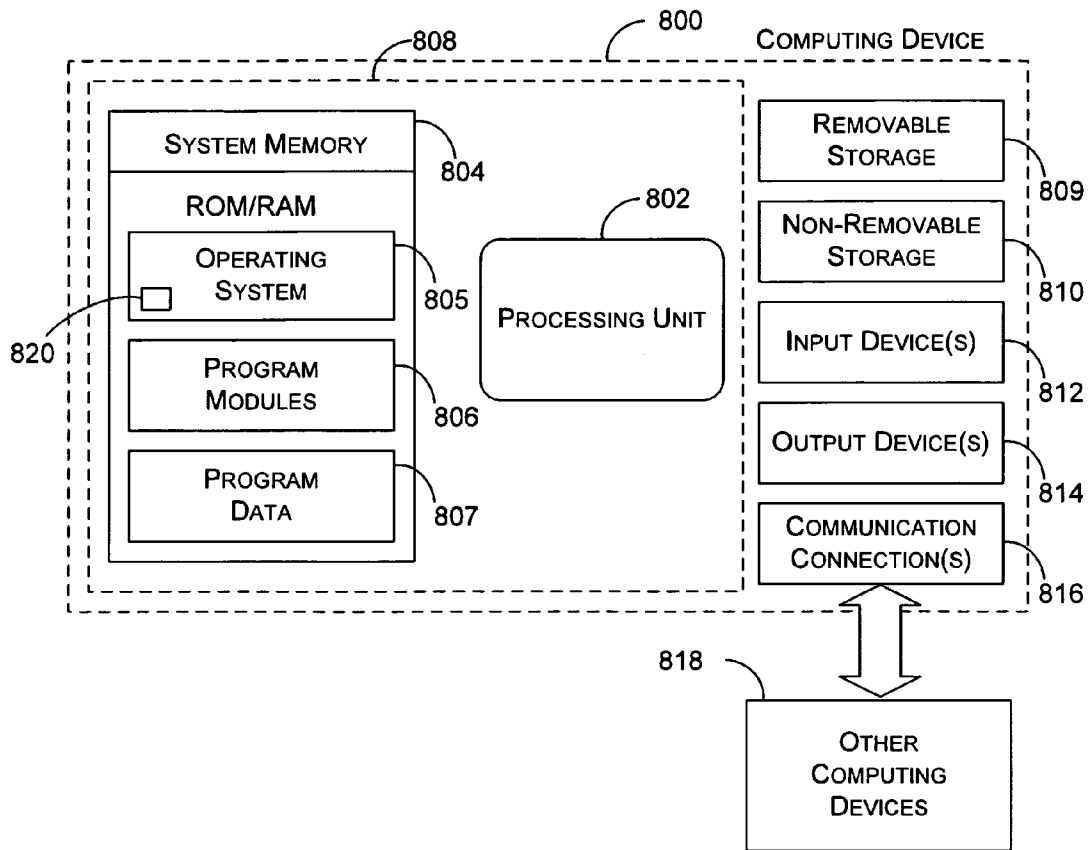 800
COMPUTING DEVICE
808
SYSTEM MEMORY
804
ROM/RAM
OPERATING
SYSTEM
805
820
PROGRAM
MODULES
806
PROGRAM
DATA
807
802
PROCESSING UNIT
REMOVABLE
STORAGE
809
NON-REMOVABLE
STORAGE
810
INPUT DEVICE(S)
812
OUTPUT DEVICE(S)
814
COMMUNICATION
CONNECTION(S)
816
818
OTHER
COMPUTING
DEVICES